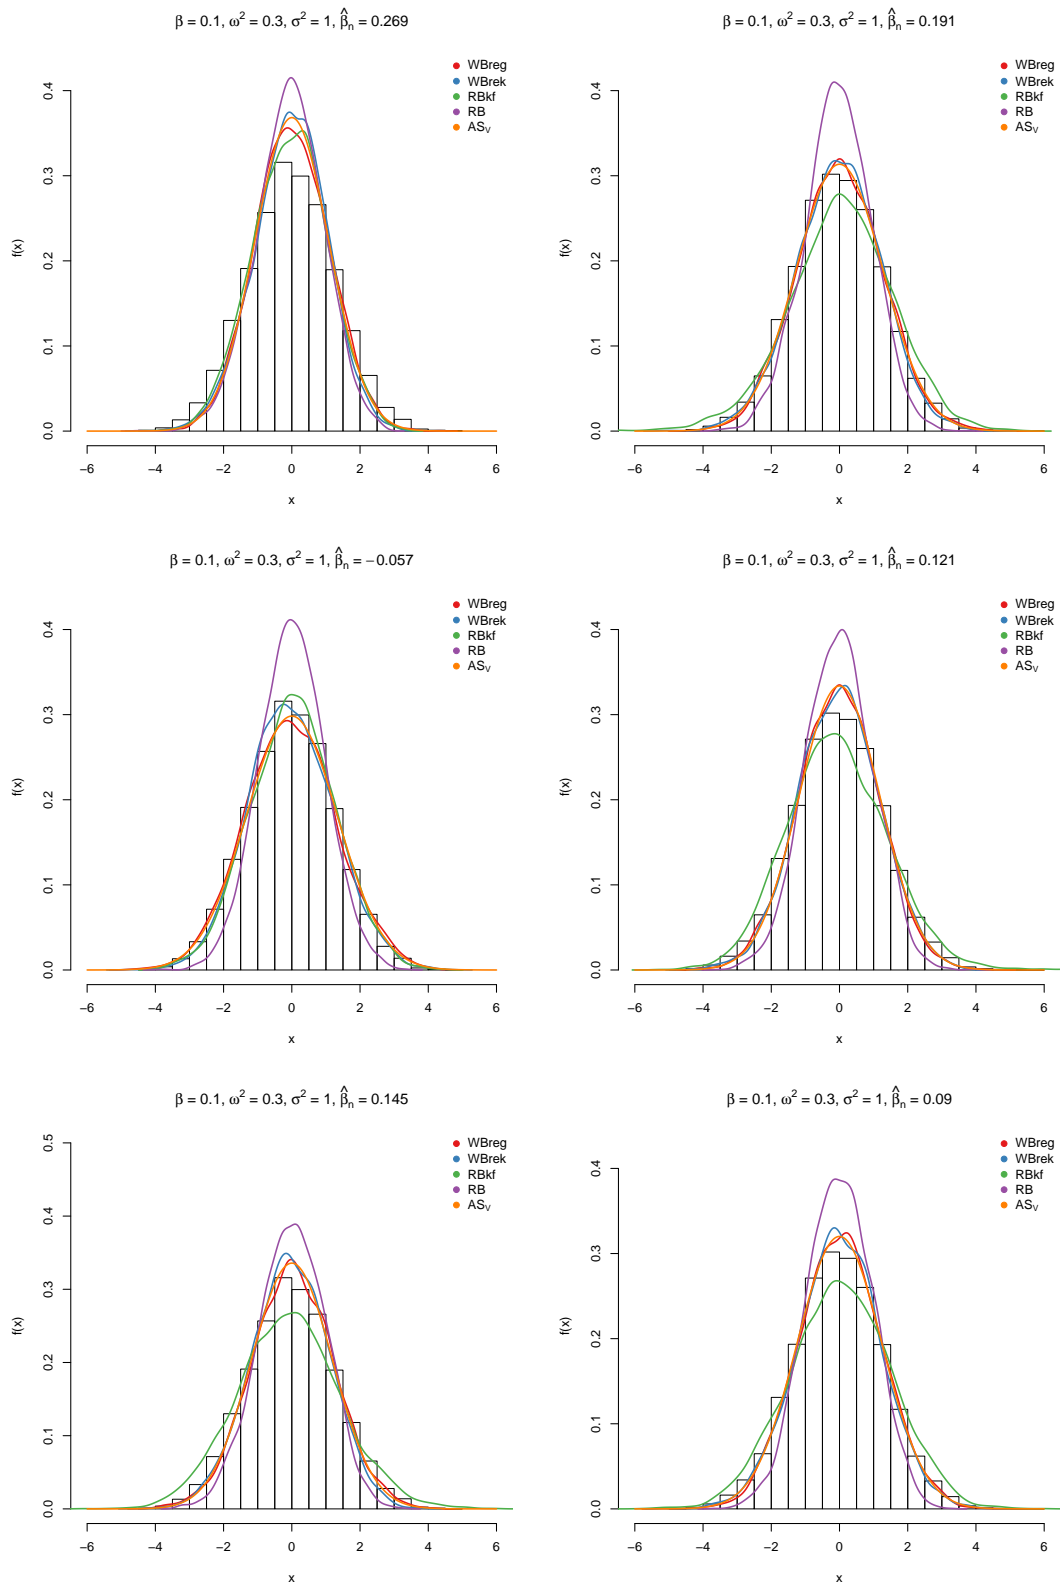 β = 0.1, ω² = 0.3, σ² = 1, β̂ₙ = 0.269
WBreg
WBrek
RBkf
RB
ASᵥ
0.4
0.3
0.2
0.1
0.0
f(x)
−6 −4 −2 0 2 4 6
x
β = 0.1, ω² = 0.3, σ² = 1, β̂ₙ = 0.191
WBreg
WBrek
RBkf
RB
ASᵥ
0.4
0.3
0.2
0.1
0.0
f(x)
−6 −4 −2 0 2 4 6
x
β = 0.1, ω² = 0.3, σ² = 1, β̂ₙ = −0.057
WBreg
WBrek
RBkf
RB
ASᵥ
0.4
0.3
0.2
0.1
0.0
f(x)
−6 −4 −2 0 2 4 6
x
β = 0.1, ω² = 0.3, σ² = 1, β̂ₙ = 0.121
WBreg
WBrek
RBkf
RB
ASᵥ
0.4
0.3
0.2
0.1
0.0
f(x)
−6 −4 −2 0 2 4 6
x
β = 0.1, ω² = 0.3, σ² = 1, β̂ₙ = 0.145
WBreg
WBrek
RBkf
RB
ASᵥ
0.5
0.4
0.3
0.2
0.1
0.0
f(x)
−6 −4 −2 0 2 4 6
x
β = 0.1, ω² = 0.3, σ² = 1, β̂ₙ = 0.09
WBreg
WBrek
RBkf
RB
ASᵥ
0.4
0.3
0.2
0.1
0.0
f(x)
−6 −4 −2 0 2 4 6
x